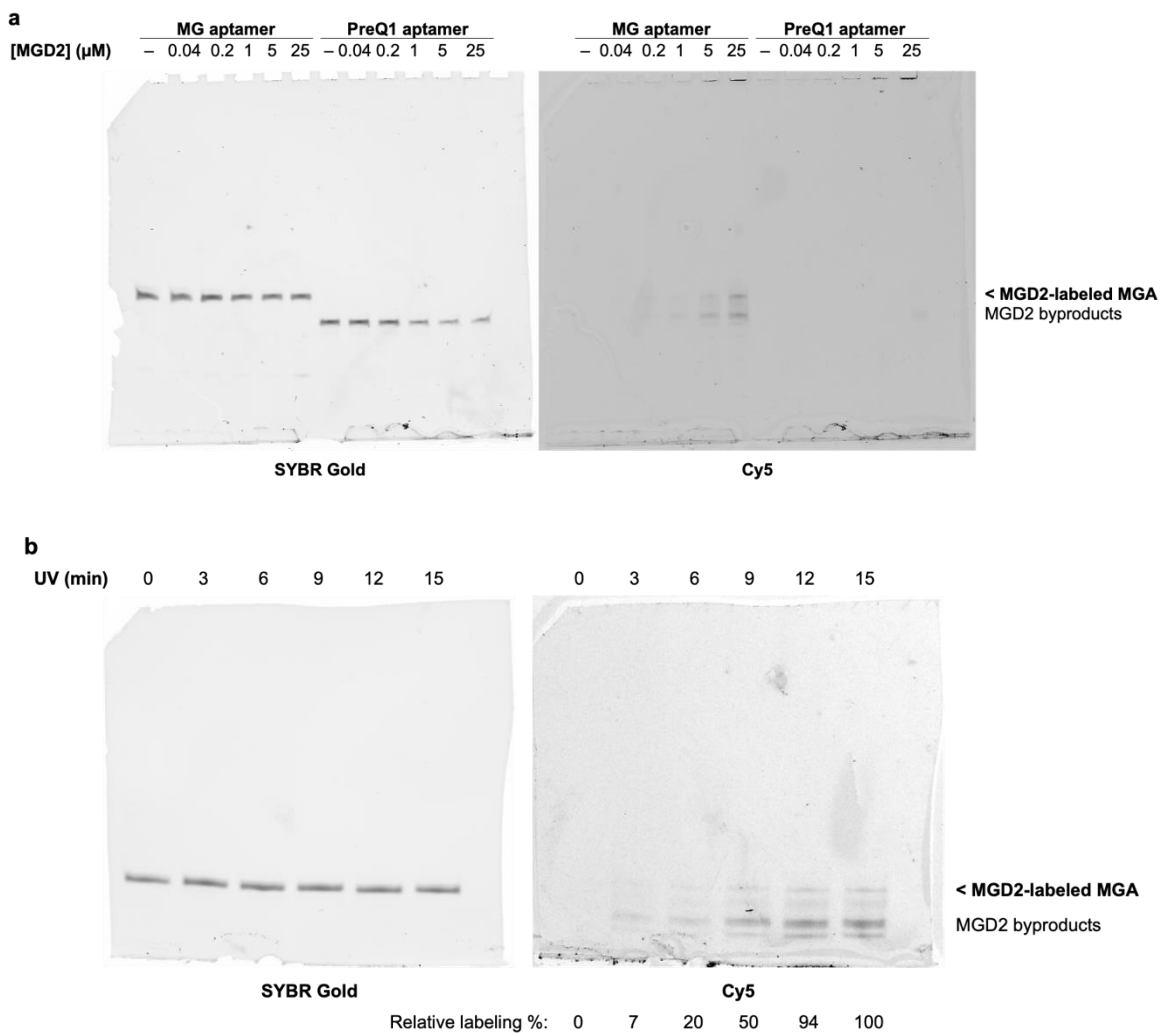 a
MG aptamer PreQ1 aptamer MG aptamer PreQ1 aptamer
[MGD2] (µM) – 0.04 0.2 1 5 25 – 0.04 0.2 1 5 25 – 0.04 0.2 1 5 25 – 0.04 0.2 1 5 25
< MGD2-labeled MGA
MGD2 byproducts
SYBR Gold Cy5
b
UV (min) 0 3 6 9 12 15 0 3 6 9 12 15
< MGD2-labeled MGA
MGD2 byproducts
SYBR Gold Cy5
Relative labeling %: 0 7 20 50 94 100